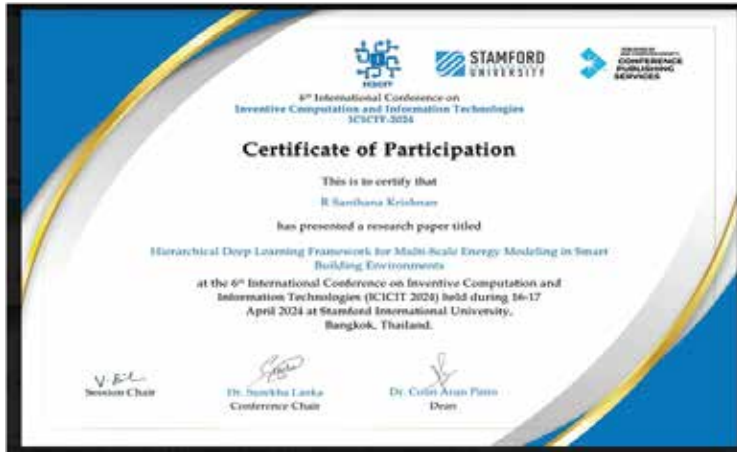 ICICIT
STAMFORD
INTERNATIONAL
UNIVERSITY
CONFERENCE
PUBLISHING
SERVICES
6th International Conference on
Inventive Computation and Information Technologies
ICICIT-2024
Certificate of Participation
This is to certify that
R Santhana Krishnan
has presented a research paper titled
Hierarchical Deep Learning Framework for Multi-Scale Energy Modeling in Smart
Building Environments
at the 6th International Conference on Inventive Computation and
Information Technologies (ICICIT 2024) held during 16-17
April 2024 at Stamford International University,
Bangkok, Thailand.
Session Chair
Dr. Surekha Lanka
Conference Chair
Dr. Colin Arun Pinto
Dean